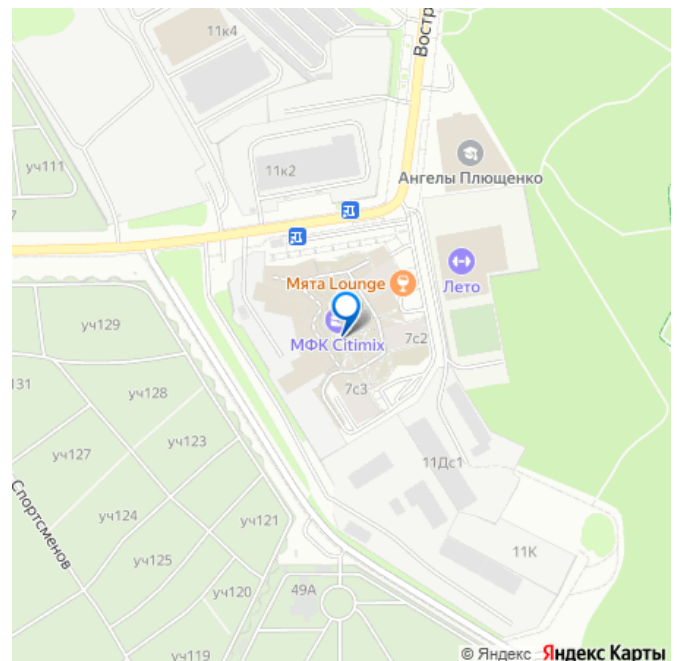 11к4
Востр
уч111
11к2
Ангелы Плющенко
7
Мята Lounge
Лето
уч129
МФК Citimix
7с2
131
уч128
7с3
уч123
уч127
11Дс1
Спортсменов
уч124
уч121
уч125
11К
уч120
49А
уч119
© Яндекс Яндекс Карты